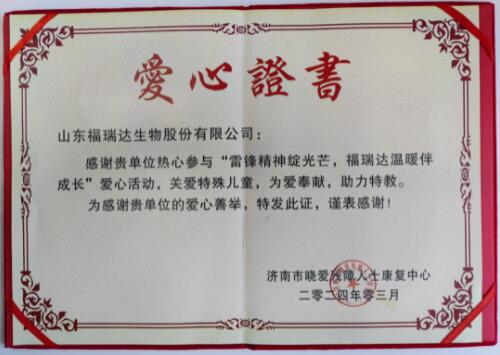 愛心證書
山东福瑞达生物股份有限公司：
感谢贵单位热心参与“雷锋精神绽光芒，福瑞达温暖伴
成长”爱心活动，关爱特殊儿童，为爱奉献，助力特教。
为感谢贵单位的爱心善举，特发此证，谨表感谢！
济南市晓爱残障人士康复中心
二零二四年零三月